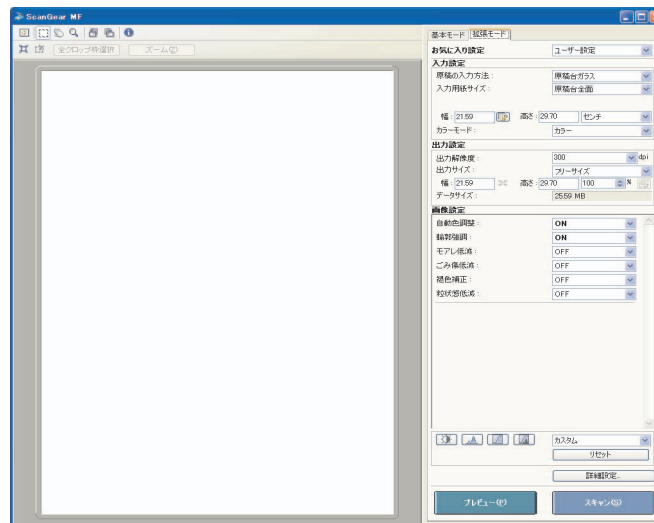 ScanGear MF
基本モード 拡張モード
全クロップ枠選択 ズーム(Z)
お気に入り設定 ユーザー設定
入力設定
原稿の入力方法： 原稿台ガラス
入力用紙サイズ： 原稿台全面
幅：21.59 高さ：29.70 センチ
カラーモード： カラー
出力設定
出力解像度： 300 dpi
出力サイズ： フリーサイズ
幅：21.59 高さ：29.70 100 %
データサイズ： 25.59 MB
画像設定
自動色調整： ON
輪郭強調： ON
モアレ低減： OFF
ごみ傷低減： OFF
褪色補正： OFF
粒状感低減： OFF
カスタム
リセット
詳細設定...
プレビュー(P) スキャン(S)